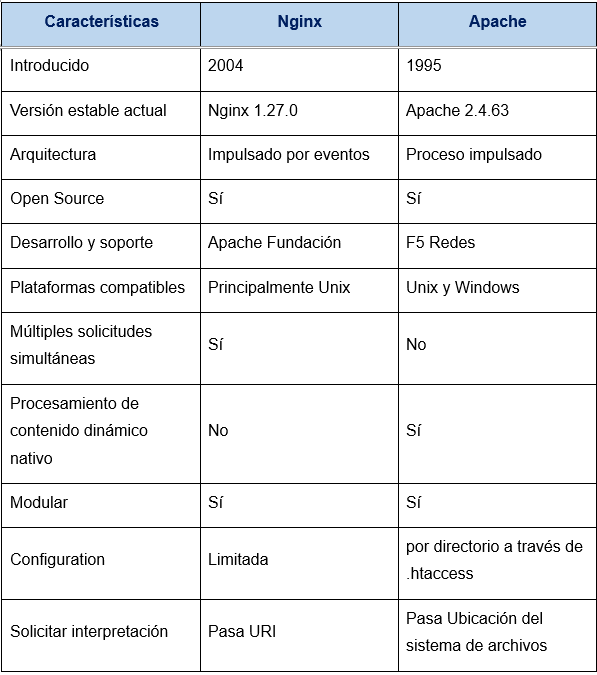 Características Nginx Apache
Introducido 2004 1995
Versión estable actual Nginx 1.27.0 Apache 2.4.63
Arquitectura Impulsado por eventos Proceso impulsado
Open Source Sí Sí
Desarrollo y soporte Apache Fundación F5 Redes
Plataformas compatibles Principalmente Unix Unix y Windows
Múltiples solicitudes
simultáneas Sí No
Procesamiento de
contenido dinámico
nativo No Sí
Modular Sí Sí
Configuration Limitada por directorio a través de
.htaccess
Solicitar interpretación Pasa URI Pasa Ubicación del
sistema de archivos